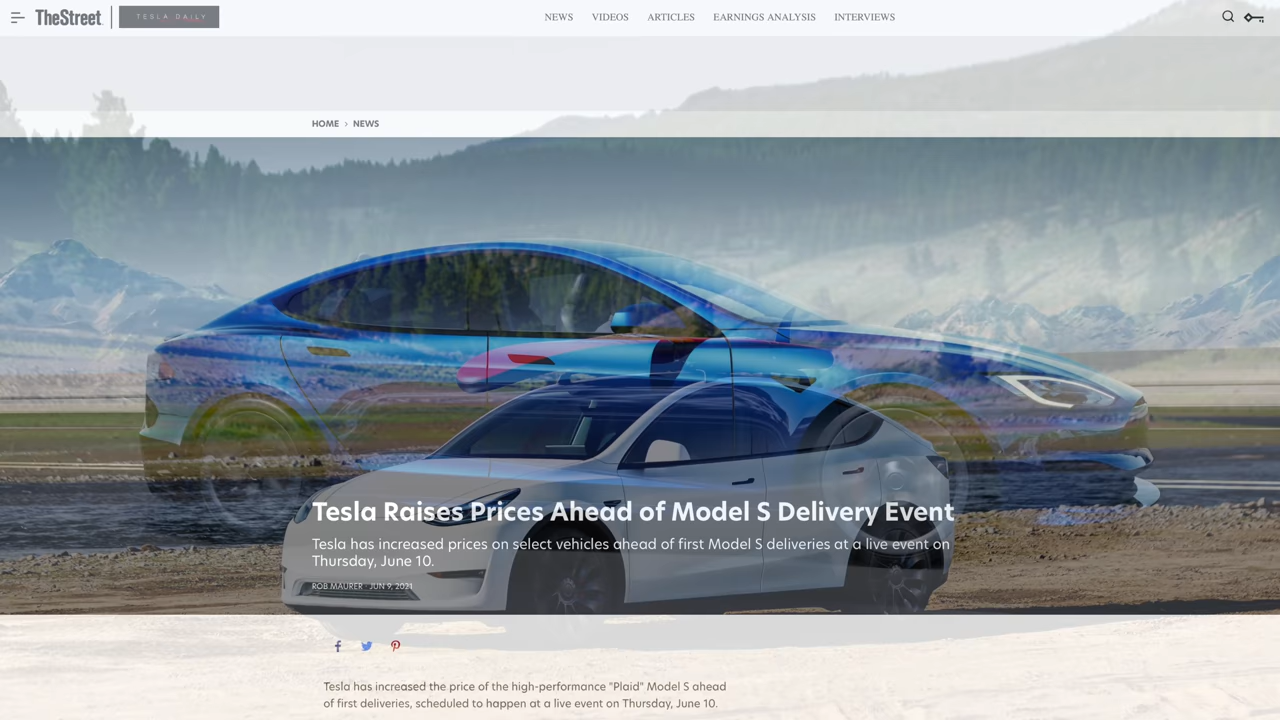 TheStreet
TESLA DAILY
NEWS
VIDEOS
ARTICLES
EARNINGS ANALYSIS
INTERVIEWS
HOME > NEWS
Tesla Raises Prices Ahead of Model S Delivery Event
Tesla has increased prices on select vehicles ahead of first Model S deliveries at a live event on
Thursday, June 10.
ROB MAURER · JUN 9, 2021
Tesla has increased the price of the high-performance "Plaid" Model S ahead
of first deliveries, scheduled to happen at a live event on Thursday, June 10.